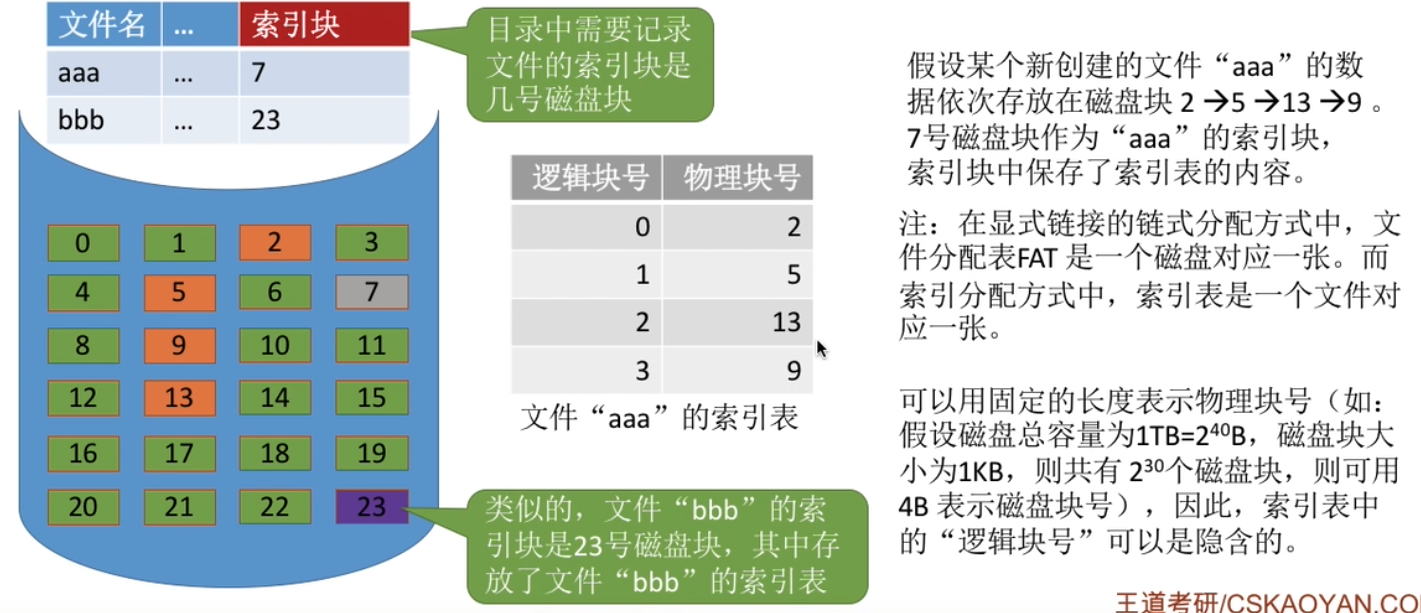 文件名 ... 索引块
aaa ... 7
bbb ... 23
目录中需要记录
文件的索引块是
几号磁盘块
0 1 2 3
4 5 6 7
8 9 10 11
12 13 14 15
16 17 18 19
20 21 22 23
逻辑块号 物理块号
0 2
1 5
2 13
3 9
文件“aaa”的索引表
类似的，文件“bbb”的索
引块是23号磁盘块，其中存
放了文件“bbb”的索引表
假设某个新创建的文件“aaa”的数
据依次存放在磁盘块 2 →5 →13 →9 。
7号磁盘块作为“aaa”的索引块，
索引块中保存了索引表的内容。
注：在显式链接的链式分配方式中，文
件分配表FAT 是一个磁盘对应一张。而
索引分配方式中，索引表是一个文件对
应一张。
可以用固定的长度表示物理块号（如：
假设磁盘总容量为1TB=2⁴⁰B，磁盘块大
小为1KB，则共有 2³⁰个磁盘块，则可用
4B 表示磁盘块号），因此，索引表中
的“逻辑块号”可以是隐含的。
王道考研/CSKAOYAN.CO